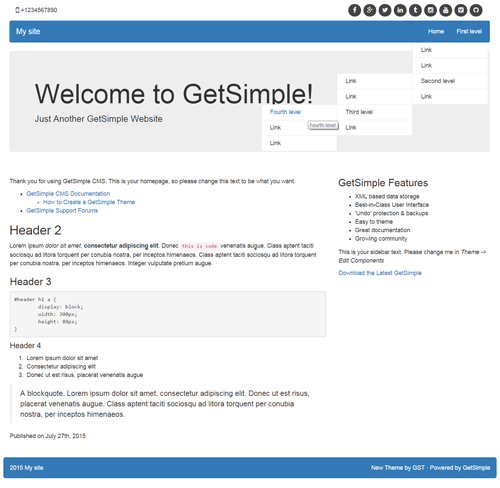 +1234567890
My site
Home
First level
Link
Link
Second level
Link
Link
Third level
Link
Fourth level
Link
Link
Fourth level
Welcome to GetSimple!
Just Another GetSimple Website
Thank you for using GetSimple CMS. This is your homepage, so please change this text to be what you want.
GetSimple CMS Documentation
How to Create a GetSimple Theme
GetSimple Support Forums
Header 2
Lorem ipsum dolor sit amet, consectetur adipiscing elit. Donec this is code venenatis augue. Class aptent taciti
sociosqu ad litora torquent per conubia nostra, per inceptos himenaeos. Class aptent taciti sociosqu ad litora torquent per
conubia nostra, per inceptos himenaeos. Integer vulputate pretium augue.
Header 3
#header h1 a {
display: block;
width: 300px;
height: 80px;
}
Header 4
1. Lorem ipsum dolor sit amet
2. Consectetur adipiscing elit
3. Donec ut est risus, placerat venenatis augue
A blockquote. Lorem ipsum dolor sit amet, consectetur adipiscing elit. Donec ut est risus,
placerat venenatis augue. Class aptent taciti sociosqu ad litora torquent per conubia
nostra, per inceptos himenaeos.
Published on July 27th, 2015
GetSimple Features
XML based data storage
Best-in-Class User Interface
'Undo' protection & backups
Easy to theme
Great documentation
Growing community
This is your sidebar text. Please change me in Theme ->
Edit Components
Download the Latest GetSimple
2015 My site
New Theme by GST · Powered by GetSimple